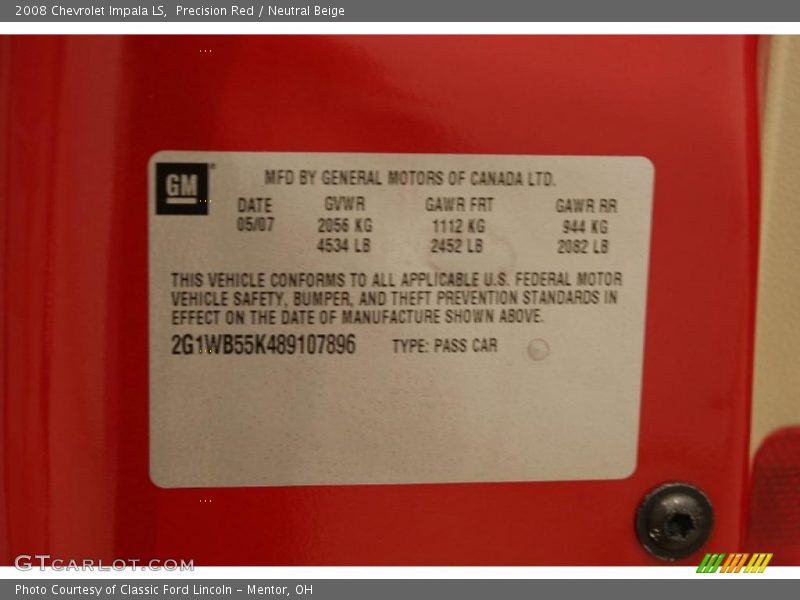 2008 Chevrolet Impala LS, Precision Red / Neutral Beige
GM
MFD BY GENERAL MOTORS OF CANADA LTD.
DATE GVWR GAWR FRT GAWR RR
05/07 2056 KG 1112 KG 944 KG
4534 LB 2452 LB 2082 LB
THIS VEHICLE CONFORMS TO ALL APPLICABLE U.S. FEDERAL MOTOR
VEHICLE SAFETY, BUMPER, AND THEFT PREVENTION STANDARDS IN
EFFECT ON THE DATE OF MANUFACTURE SHOWN ABOVE.
2G1WB55K489107896 TYPE: PASS CAR
GTCARLOT.COM
Photo Courtesy of Classic Ford Lincoln - Mentor, OH